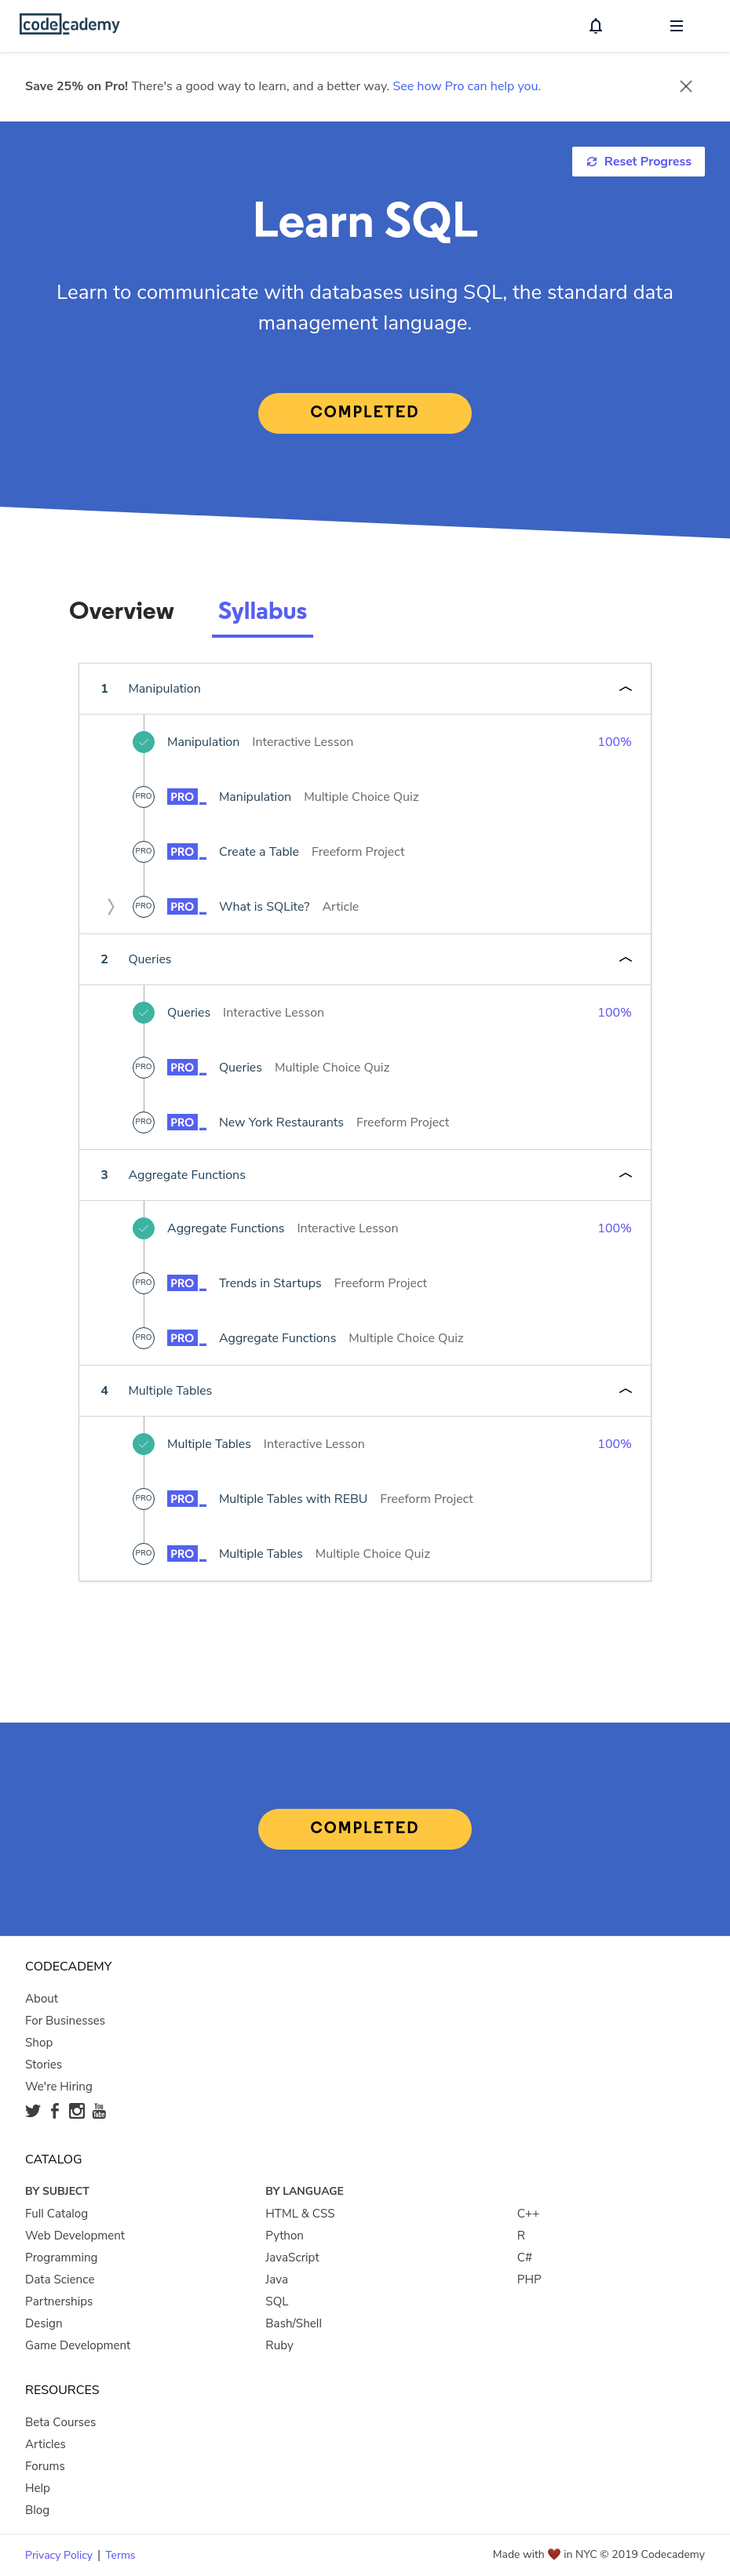 codecademy
Save 25% on Pro! There's a good way to learn, and a better way. See how Pro can help you.
Reset Progress
Learn SQL
Learn to communicate with databases using SQL, the standard data
management language.
COMPLETED
Overview Syllabus
1 Manipulation
Manipulation Interactive Lesson 100%
PRO PRO Manipulation Multiple Choice Quiz
PRO PRO Create a Table Freeform Project
PRO PRO What is SQLite? Article
2 Queries
Queries Interactive Lesson 100%
PRO PRO Queries Multiple Choice Quiz
PRO PRO New York Restaurants Freeform Project
3 Aggregate Functions
Aggregate Functions Interactive Lesson 100%
PRO PRO Trends in Startups Freeform Project
PRO PRO Aggregate Functions Multiple Choice Quiz
4 Multiple Tables
Multiple Tables Interactive Lesson 100%
PRO PRO Multiple Tables with REBU Freeform Project
PRO PRO Multiple Tables Multiple Choice Quiz
COMPLETED
CODECADEMY
About
For Businesses
Shop
Stories
We're Hiring
You Tube
CATALOG
BY SUBJECT
Full Catalog
Web Development
Programming
Data Science
Partnerships
Design
Game Development
BY LANGUAGE
HTML & CSS
Python
JavaScript
Java
SQL
Bash/Shell
Ruby
C++
R
C#
PHP
RESOURCES
Beta Courses
Articles
Forums
Help
Blog
Privacy Policy | Terms
Made with ❤️ in NYC © 2019 Codecademy